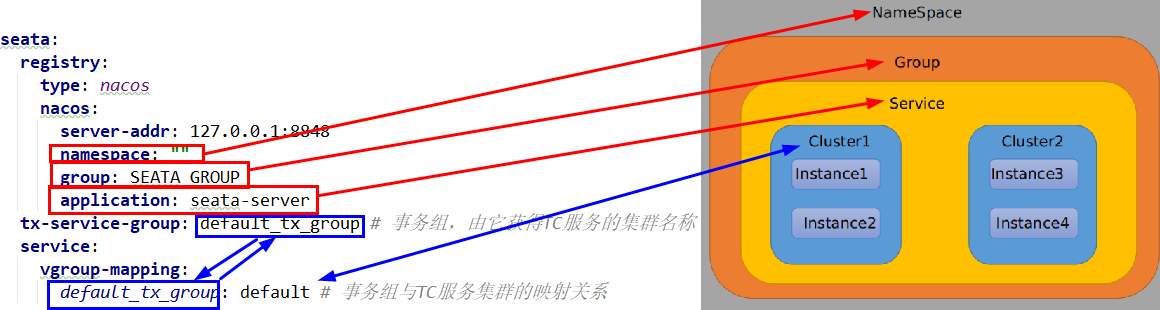 seata:
registry:
type: nacos
nacos:
server-addr: 127.0.0.1:8848
namespace: ""
group: SEATA_GROUP
application: seata-server
tx-service-group: default_tx_group # 事务组，由它获得TC服务的集群名称
service:
vgroup-mapping:
default_tx_group: default # 事务组与TC服务集群的映射关系
NameSpace
Group
Service
Cluster1
Instance1
Instance2
Cluster2
Instance3
Instance4